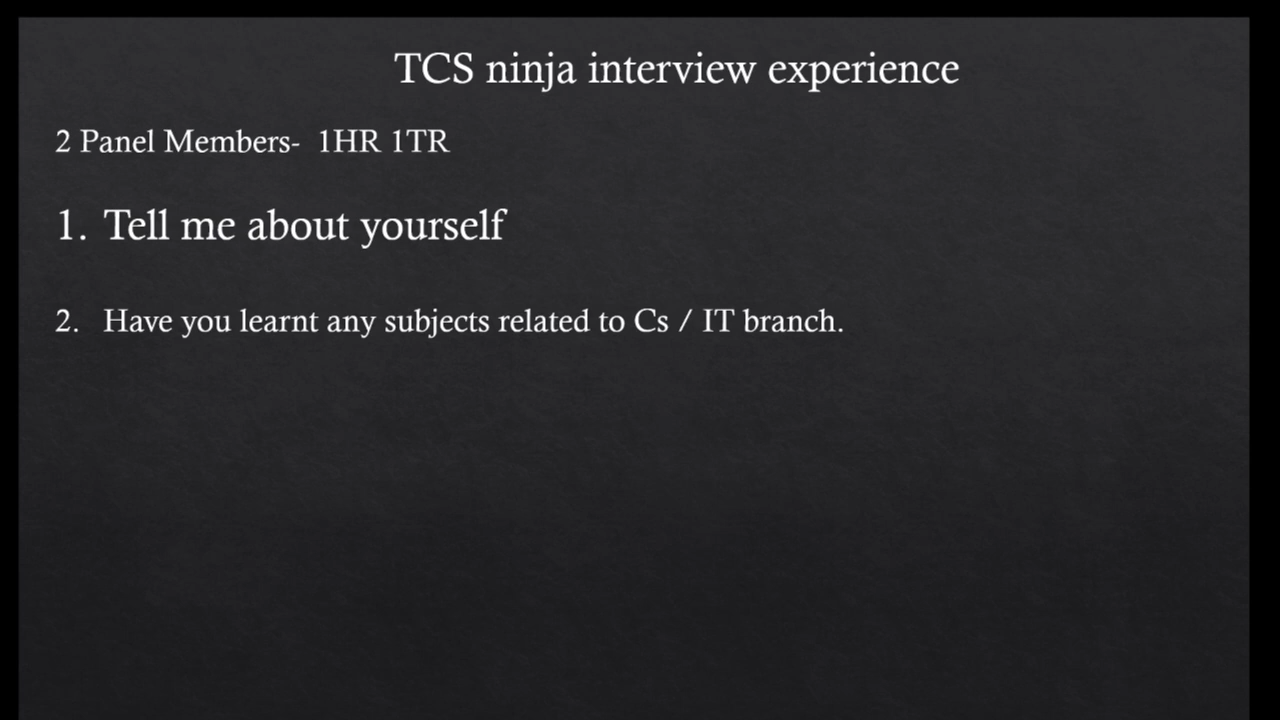 TCS ninja interview experience
2 Panel Members-  1HR 1TR
1. Tell me about yourself
2. Have you learnt any subjects related to Cs / IT branch.